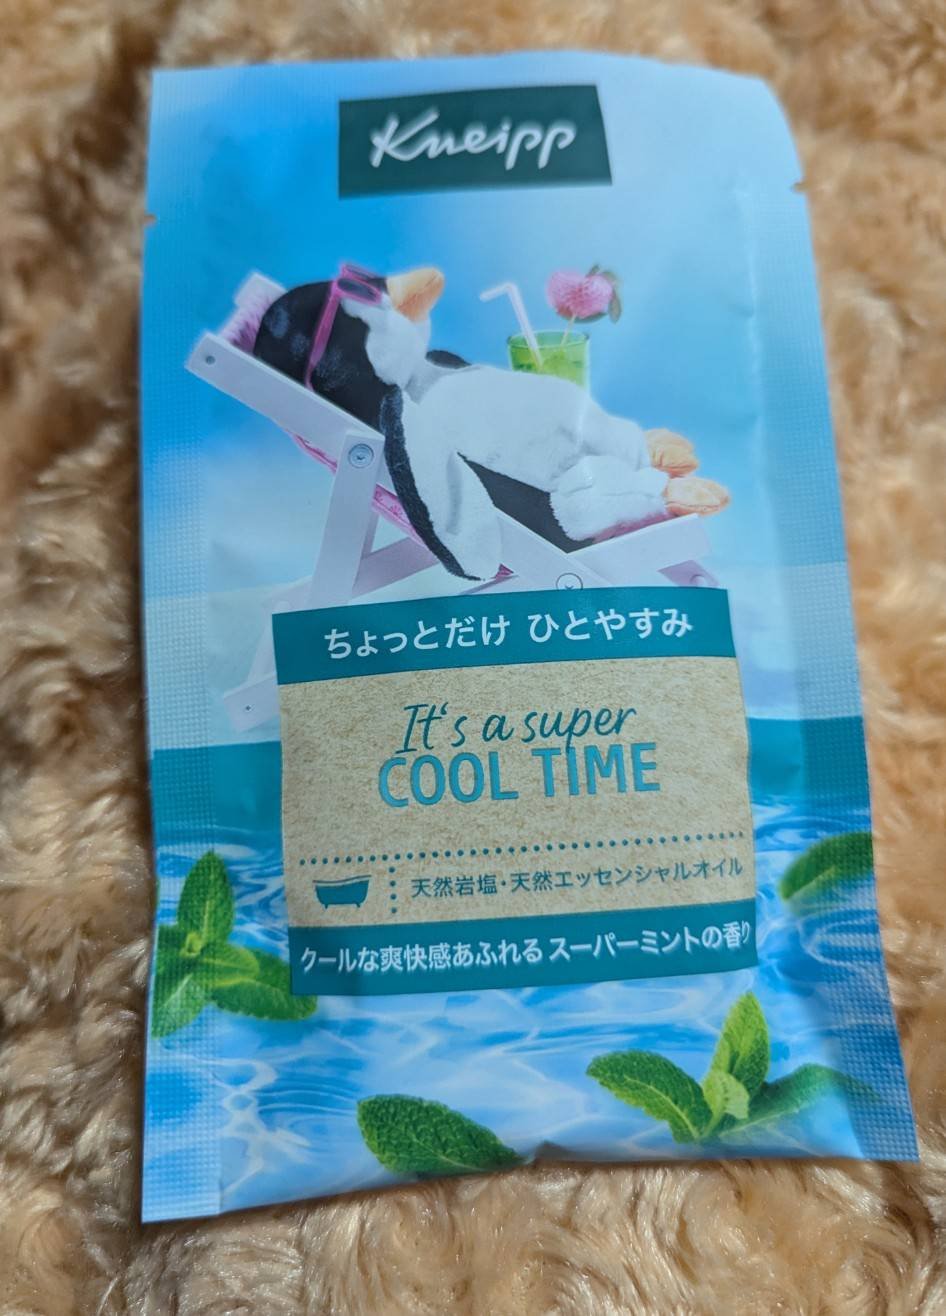 Kneipp
ちょっとだけ ひとやすみ
It's a super
COOL TIME
天然岩塩・天然エッセンシャルオイル
クールな爽快感あふれる スーパーミントの香り